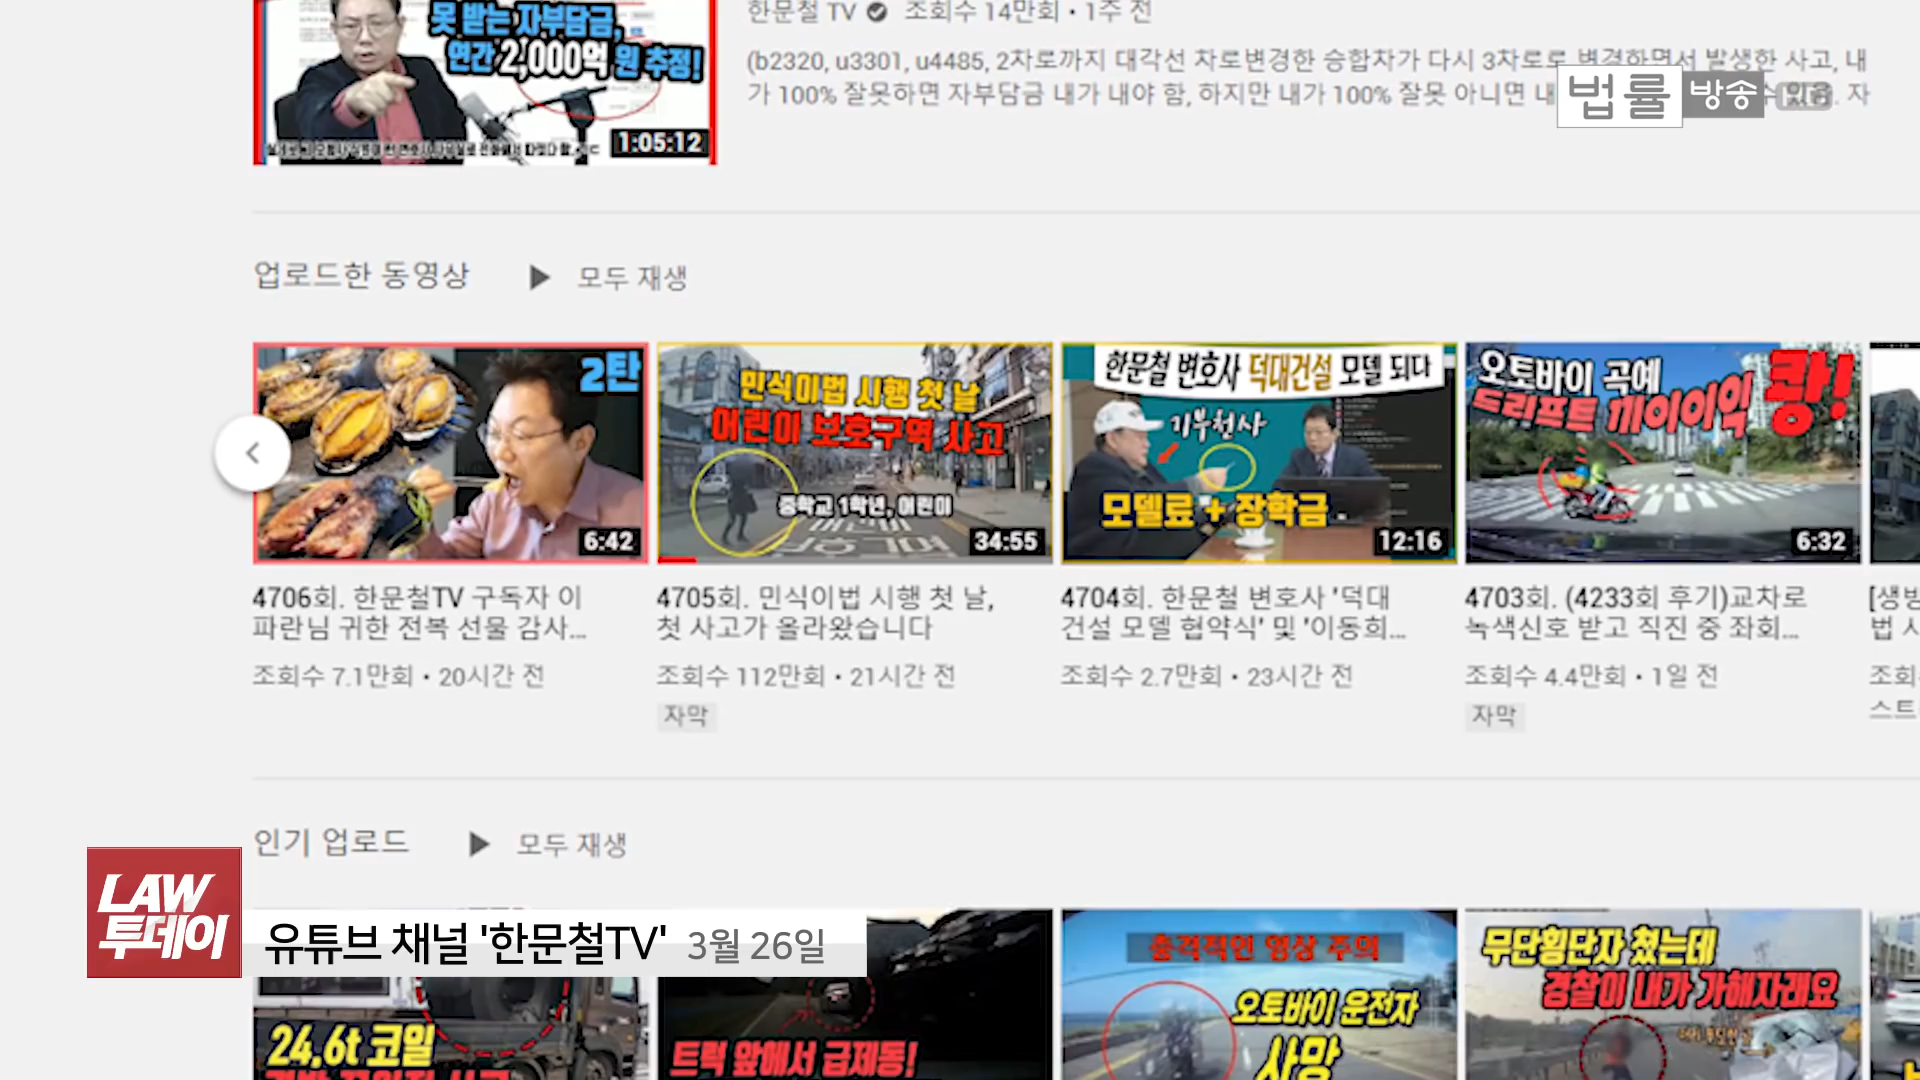 못 받는 자부담금,
연간 2,000억 원 추정!
1:05:12
한문철 TV 조회수 14만회 • 1주 전
(b2320, u3301, u4485, 2차로까지 대각선 차로변경한 승합차가 다시 3차로로 변경하면서 발생한 사고, 내
가 100% 잘못하면 자부담금 내가 내야 함, 하지만 내가 100% 잘못 아니면 내
있음. 자
법률방송
업로드한 동영상 모두 재생
2탄
6:42
민식이법 시행 첫 날
어린이 보호구역 사고
중학교 1학년, 어린이
34:55
한문철 변호사 덕대건설 모델 되다
기부천사
모델료 + 장학금
12:16
오토바이 곡예
드리프트 끼이이익 쾅!
6:32
4706회. 한문철TV 구독자 이
파란님 귀한 전복 선물 감사...
조회수 7.1만회 • 20시간 전
4705회. 민식이법 시행 첫 날,
첫 사고가 올라왔습니다
조회수 112만회 • 21시간 전
자막
4704회. 한문철 변호사 '덕대
건설 모델 협약식' 및 '이동희...
조회수 2.7만회 • 23시간 전
4703회. (4233회 후기)교차로
녹색신호 받고 직진 중 좌회...
조회수 4.4만회 • 1일 전
자막
[생방
법 시
조회
스트
인기 업로드 모두 재생
LAW
투데이
유튜브 채널 '한문철TV' 3월 26일
24.6t 코일
트럭 앞에서 급제동!
충격적인 영상 주의
오토바이 운전자
사망
무단횡단자 쳤는데
경찰이 내가 가해자래요